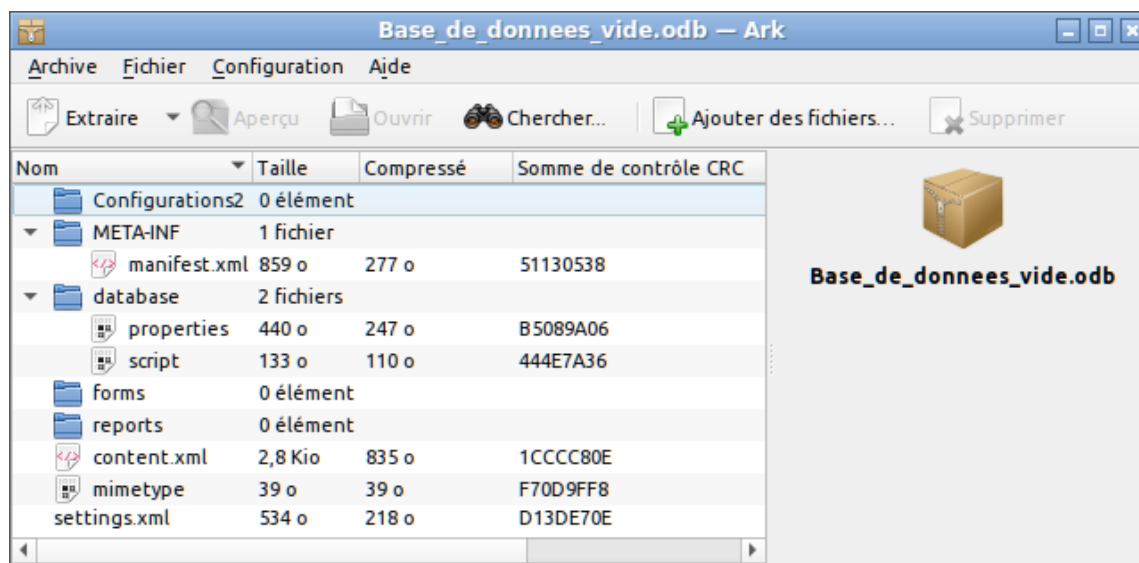 Base_de_donnees_vide.odb — Ark
Archive Fichier Configuration Aide
Extraire Aperçu Ouvrir Chercher... Ajouter des fichiers... Supprimer
Nom Taille Compressé Somme de contrôle CRC
Configurations2 0 élément
META-INF 1 fichier
manifest.xml 859 o 277 o 51130538
database 2 fichiers
properties 440 o 247 o B5089A06
script 133 o 110 o 444E7A36
forms 0 élément
reports 0 élément
content.xml 2,8 Kio 835 o 1CCCC80E
mimetype 39 o 39 o F70D9FF8
settings.xml 534 o 218 o D13DE70E
Base_de_donnees_vide.odb